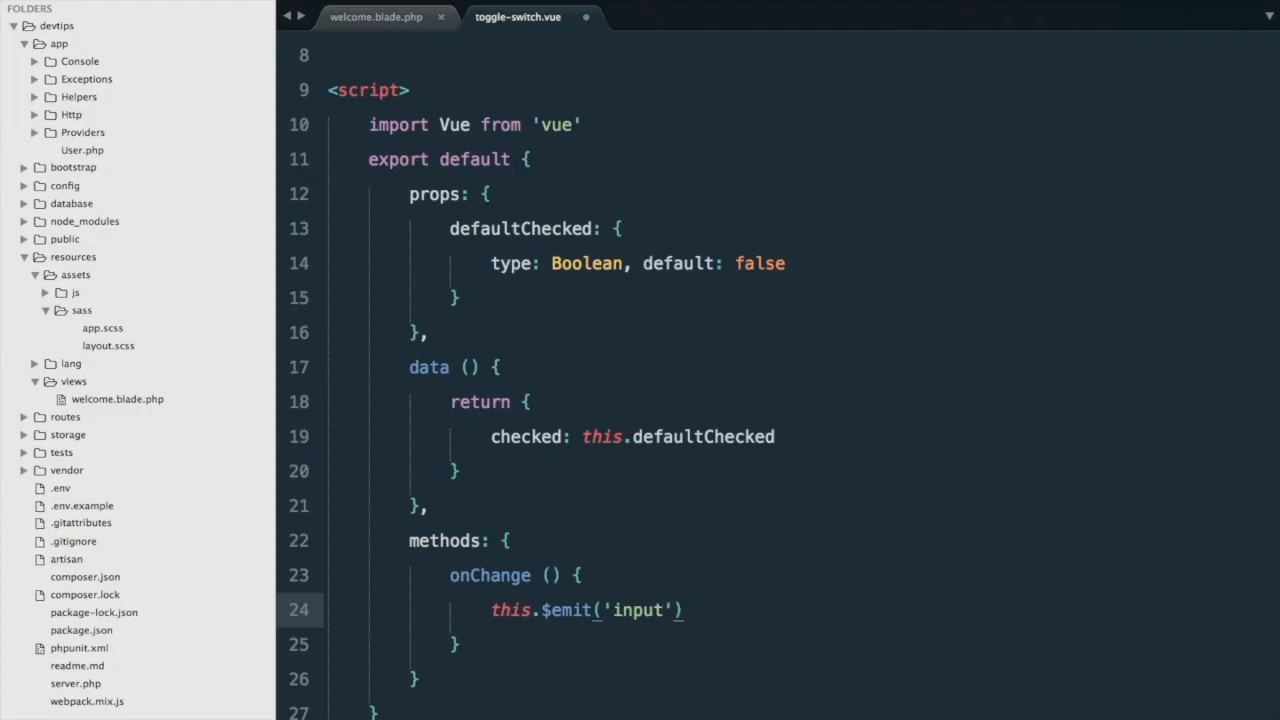 FOLDERS
devtips
app
Console
Exceptions
Helpers
Http
Providers
User.php
bootstrap
config
database
node_modules
public
resources
assets
js
sass
app.scss
layout.scss
lang
views
welcome.blade.php
routes
storage
tests
vendor
.env
.env.example
.gitattributes
.gitignore
artisan
composer.json
composer.lock
package-lock.json
package.json
phpunit.xml
readme.md
server.php
webpack.mix.js
welcome.blade.php × toggle-switch.vue
8
9 <script>
10 import Vue from 'vue'
11 export default {
12 props: {
13 defaultChecked: {
14 type: Boolean, default: false
15 }
16 },
17 data () {
18 return {
19 checked: this.defaultChecked
20 }
21 },
22 methods: {
23 onChange () {
24 this.$emit('input')
25 }
26 }
27 }